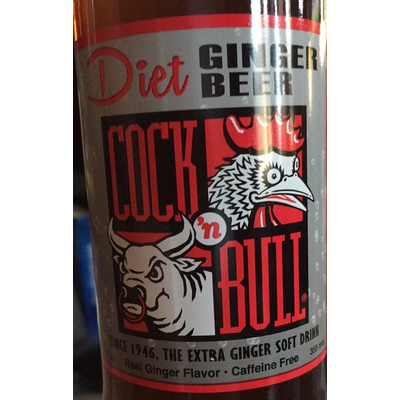 Diet GINGER
BEER
COCK
'n
BULL®
SINCE 1946, THE EXTRA GINGER SOFT DRINK
Real Ginger Flavor · Caffeine Free